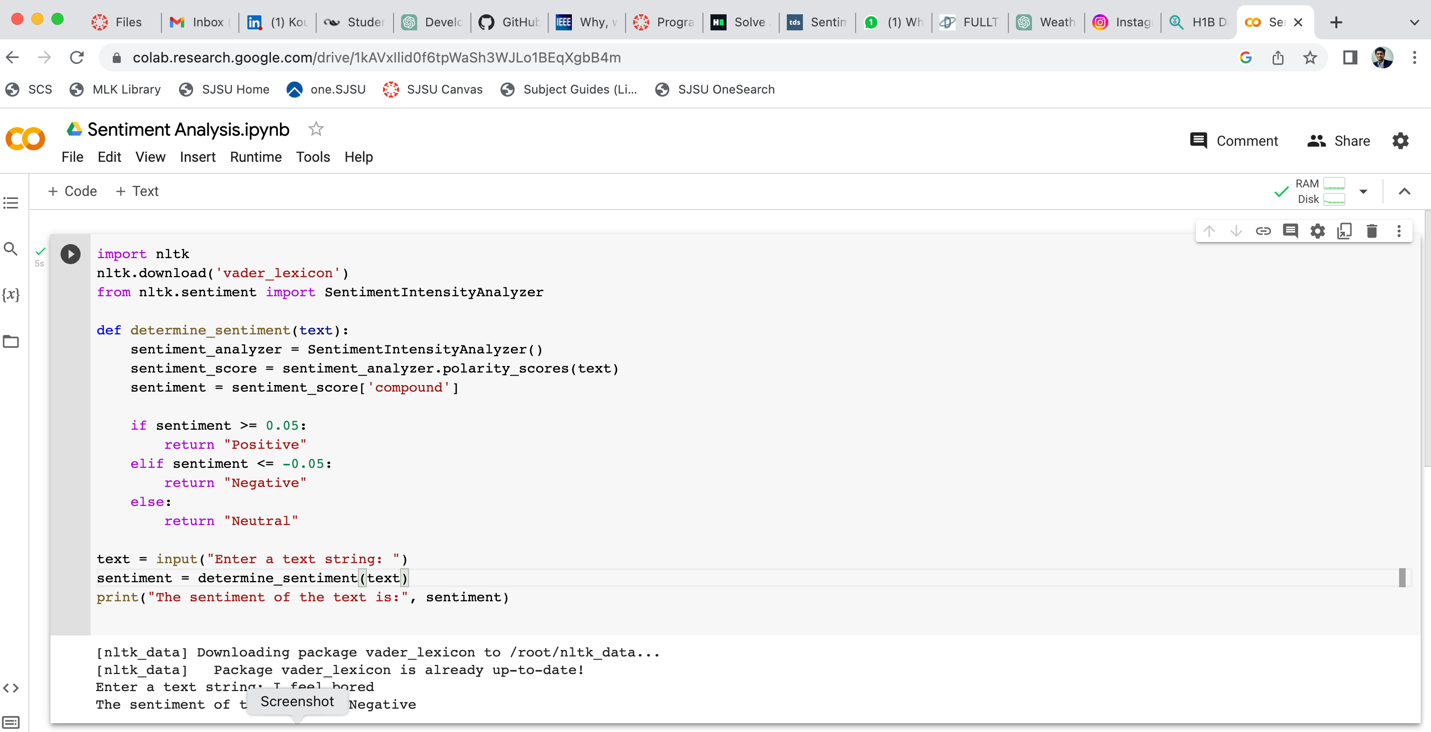 Files Inbox (1) Kou Studer Develo GitHub Why, w Progra Solve Sentin (1) Wh FULLT Weath Instag H1B D Se
colab.research.google.com/drive/1kAVxIlid0f6tpWaSh3WJLo1BEqXgbB4m
SCS MLK Library SJSU Home one.SJSU SJSU Canvas Subject Guides (Li... SJSU OneSearch
Sentiment Analysis.ipynb
File Edit View Insert Runtime Tools Help
Comment Share
+ Code + Text
RAM
Disk
5s
{x}
import nltk
nltk.download('vader_lexicon')
from nltk.sentiment import SentimentIntensityAnalyzer
def determine_sentiment(text):
sentiment_analyzer = SentimentIntensityAnalyzer()
sentiment_score = sentiment_analyzer.polarity_scores(text)
sentiment = sentiment_score['compound']
if sentiment >= 0.05:
return "Positive"
elif sentiment <= -0.05:
return "Negative"
else:
return "Neutral"
text = input("Enter a text string: ")
sentiment = determine_sentiment(text)
print("The sentiment of the text is:", sentiment)
[nltk_data] Downloading package vader_lexicon to /root/nltk_data...
[nltk_data]   Package vader_lexicon is already up-to-date!
Enter a text string: I feel bored
The sentiment of t Negative
Screenshot